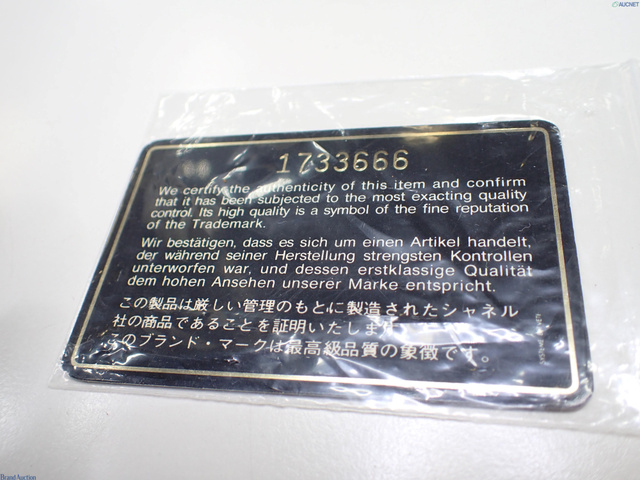 AUCNET
1733666
We certify the authenticity of this item and confirm
that it has been subjected to the most exacting quality
control. Its high quality is a symbol of the fine reputation
of the Trademark.
Wir bestätigen, dass es sich um einen Artikel handelt,
der während seiner Herstellung strengsten Kontrollen
unterworfen war, und dessen erstklassige Qualität
dem hohen Ansehen unserer Marke entspricht.
この製品は厳しい管理のもとに製造されたシャネル
社の商品であることを証明いたします。
このブランド・マークは最高級品質の象徴です。
BrandAuction